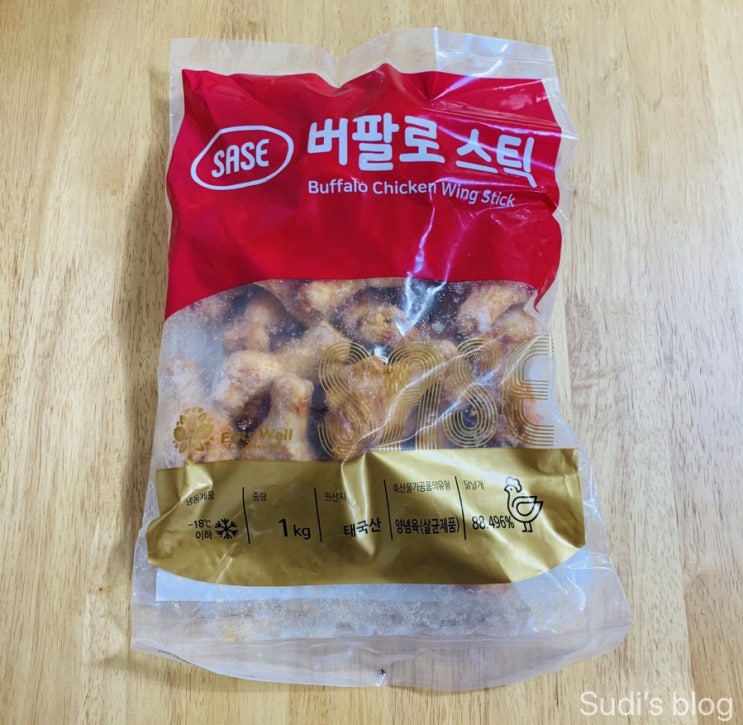 SASE
버팔로 스틱
Buffalo Chicken Wing Stick
sase
Eats Well
냉동제품
-18℃
이하
중량
1kg
원산지
태국산
축산물가공품의유형
양념육(살균제품)
닭날개
88.496%
Sudi's blog